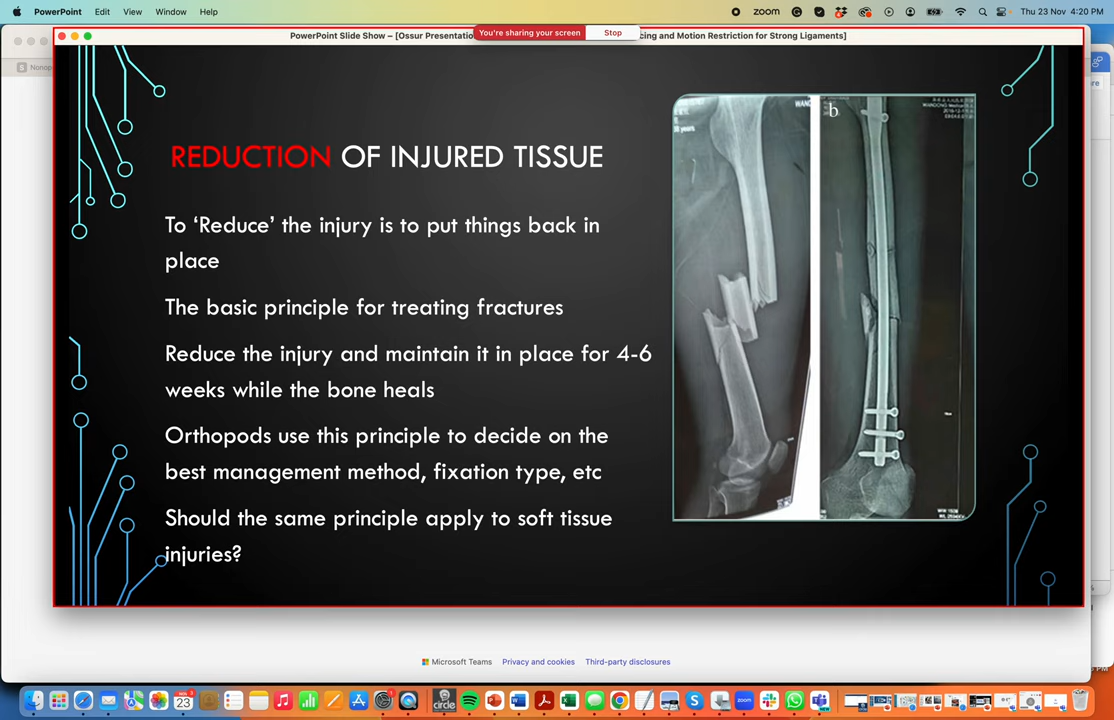 PowerPoint Edit View Window Help
zoom
Thu 23 Nov 4:20 PM
PowerPoint Slide Show – [Ossur Presentatio
You're sharing your screen
Stop
cing and Motion Restriction for Strong Ligaments]
Nonop
REDUCTION OF INJURED TISSUE
To ‘Reduce’ the injury is to put things back in
place
The basic principle for treating fractures
Reduce the injury and maintain it in place for 4-6
weeks while the bone heals
Orthopods use this principle to decide on the
best management method, fixation type, etc
Should the same principle apply to soft tissue
injuries?
b
Microsoft Teams Privacy and cookies Third-party disclosures
23
circle
zoom